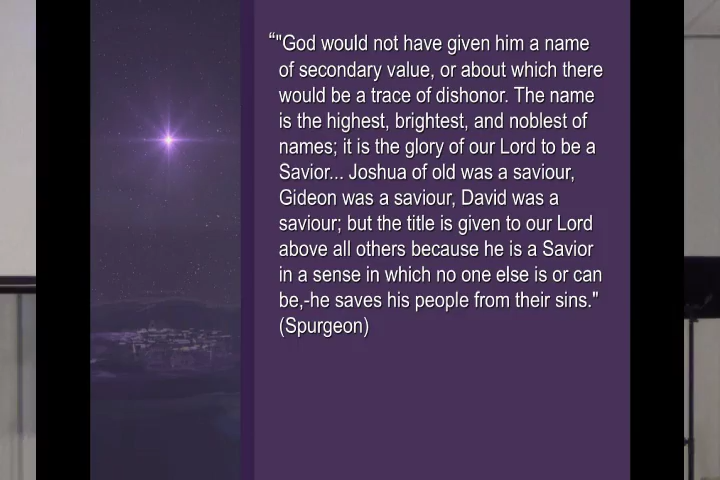 “"God would not have given him a name
of secondary value, or about which there
would be a trace of dishonor. The name
is the highest, brightest, and noblest of
names; it is the glory of our Lord to be a
Savior... Joshua of old was a saviour,
Gideon was a saviour, David was a
saviour; but the title is given to our Lord
above all others because he is a Savior
in a sense in which no one else is or can
be,-he saves his people from their sins."
(Spurgeon)